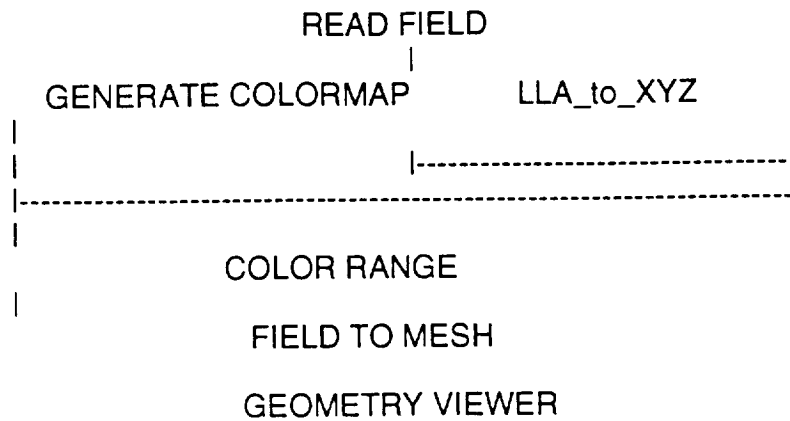 READ FIELD
|
GENERATE COLORMAP LLA_to_XYZ
|
| |--------------------------------
|----------------------------------------------------------------
|
COLOR RANGE
|
FIELD TO MESH
GEOMETRY VIEWER